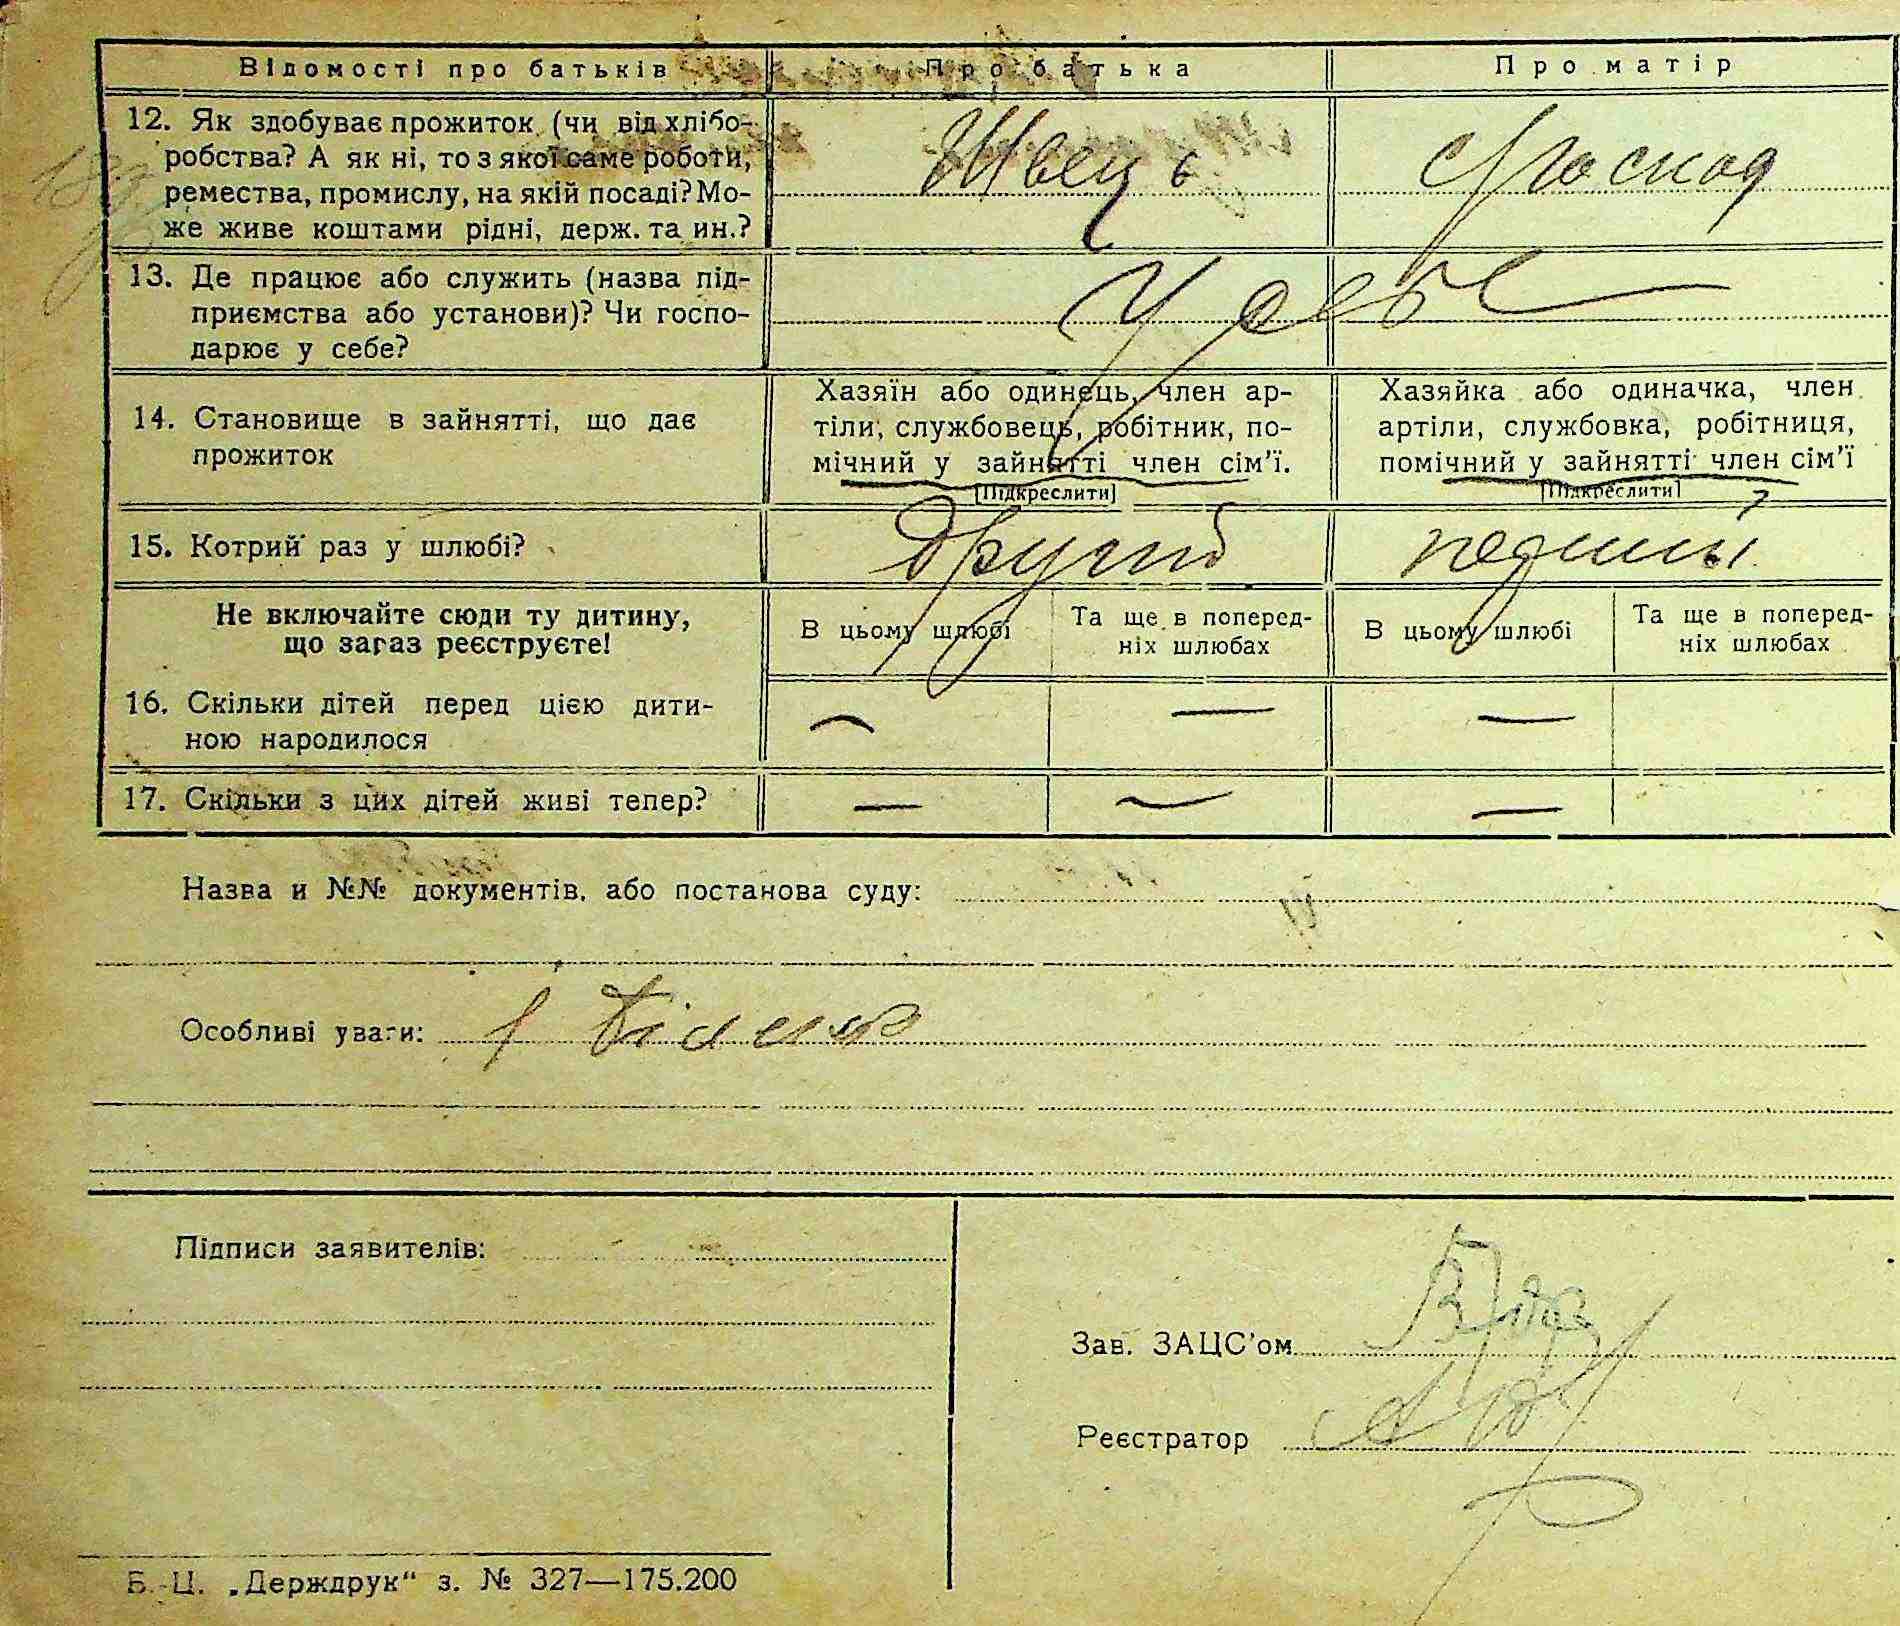 Відомості про батьків
Про батька
Про матір
12. Як здобуває прожиток (чи від хлібо-
робства? А як ні, то з якої саме роботи,
ремества, промислу, на якій посаді? Мо-
же живе коштами рідні, держ. та ин.?
Швець
13. Де працює або служить (назва під-
приємства або установи)? Чи госпо-
дарює у себе?
У себе
14. Становище в зайнятті, що дає
прожиток
Хазяїн або одинець, член ар-
тіли, службовець, робітник, по-
мічний у зайнятті член сім'ї.
[Підкреслити]
Хазяйка або одиначка, член
артіли, службовка, робітниця,
помічний у зайнятті член сім'ї
[Підкреслити]
15. Котрий раз у шлюбі?
другий
перший
Не включайте сюди ту дитину,
що зараз реєструєте!
В цьому шлюбі
Та ще в поперед-
ніх шлюбах
В цьому шлюбі
Та ще в поперед-
ніх шлюбах
16. Скільки дітей перед цією дити-
ною народилося
— — —
17. Скільки з цих дітей живі тепер?
— — —
Назва и №№ документів, або постанова суду:
Особливі уваги:
Підписи заявителів:
Зав. ЗАЦС'ом
Реєстратор
Б.-Ц. „Держдрук“ з. № 327—175.200